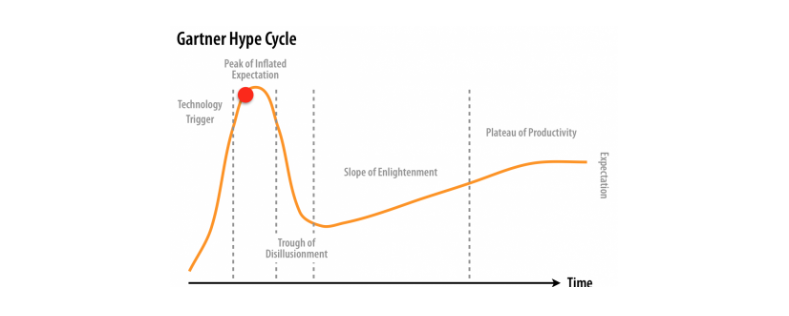 Gartner Hype Cycle
Peak of Inflated
Expectation
Technology
Trigger
Plateau of Productivity
Slope of Enlightenment
Expectation
Trough of
Disillusionment
Time